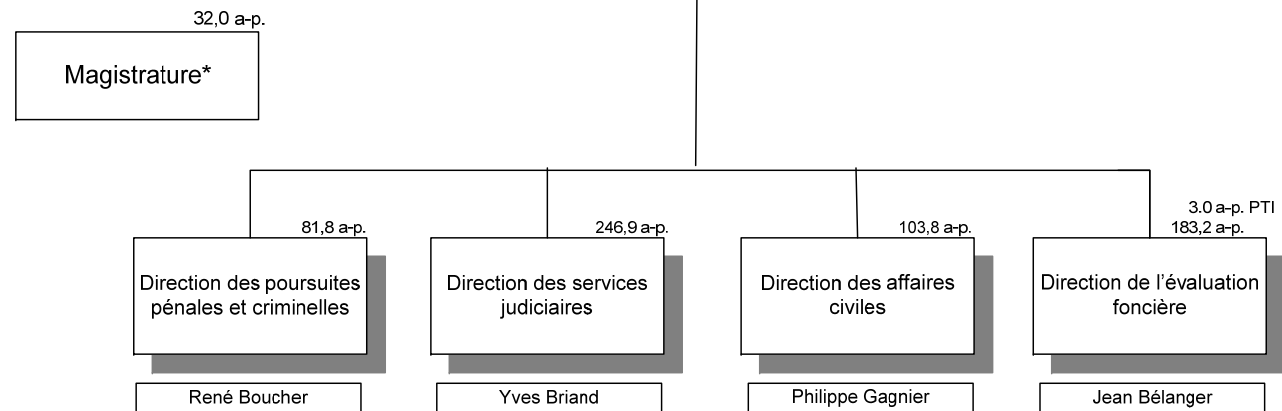 32,0 a-p.
Magistrature*
81,8 a-p.
Direction des poursuites
pénales et criminelles
René Boucher
246,9 a-p.
Direction des services
judiciaires
Yves Briand
103,8 a-p.
Direction des affaires
civiles
Philippe Gagnier
3.0 a-p. PTI
183,2 a-p.
Direction de l'évaluation
foncière
Jean Bélanger